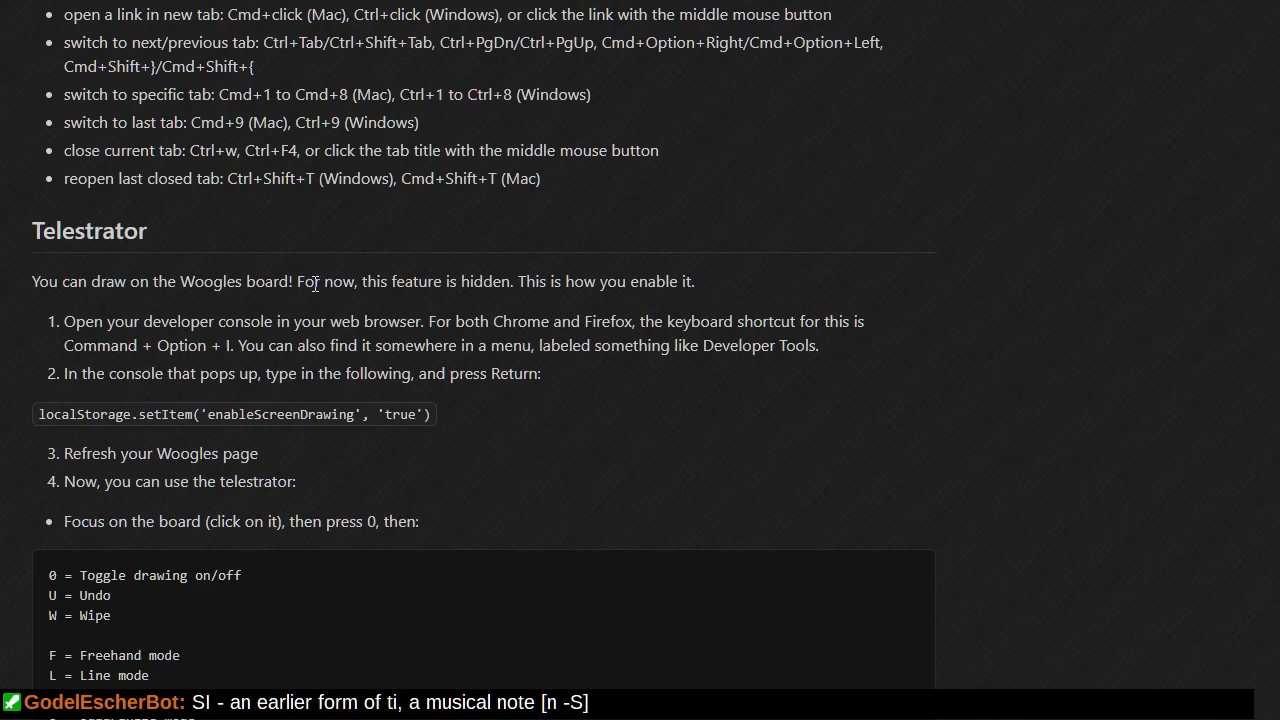 open a link in new tab: Cmd+click (Mac), Ctrl+click (Windows), or click the link with the middle mouse button
switch to next/previous tab: Ctrl+Tab/Ctrl+Shift+Tab, Ctrl+PgDn/Ctrl+PgUp, Cmd+Option+Right/Cmd+Option+Left,
Cmd+Shift+}/Cmd+Shift+{
switch to specific tab: Cmd+1 to Cmd+8 (Mac), Ctrl+1 to Ctrl+8 (Windows)
switch to last tab: Cmd+9 (Mac), Ctrl+9 (Windows)
close current tab: Ctrl+w, Ctrl+F4, or click the tab title with the middle mouse button
reopen last closed tab: Ctrl+Shift+T (Windows), Cmd+Shift+T (Mac)
Telestrator
You can draw on the Woogles board! For now, this feature is hidden. This is how you enable it.
1. Open your developer console in your web browser. For both Chrome and Firefox, the keyboard shortcut for this is
Command + Option + I. You can also find it somewhere in a menu, labeled something like Developer Tools.
2. In the console that pops up, type in the following, and press Return:
localStorage.setItem('enableScreenDrawing', 'true')
3. Refresh your Woogles page
4. Now, you can use the telestrator:
Focus on the board (click on it), then press 0, then:
0 = Toggle drawing on/off
U = Undo
W = Wipe
F = Freehand mode
L = Line mode
GodelEscherBot: SI - an earlier form of ti, a musical note [n -S]